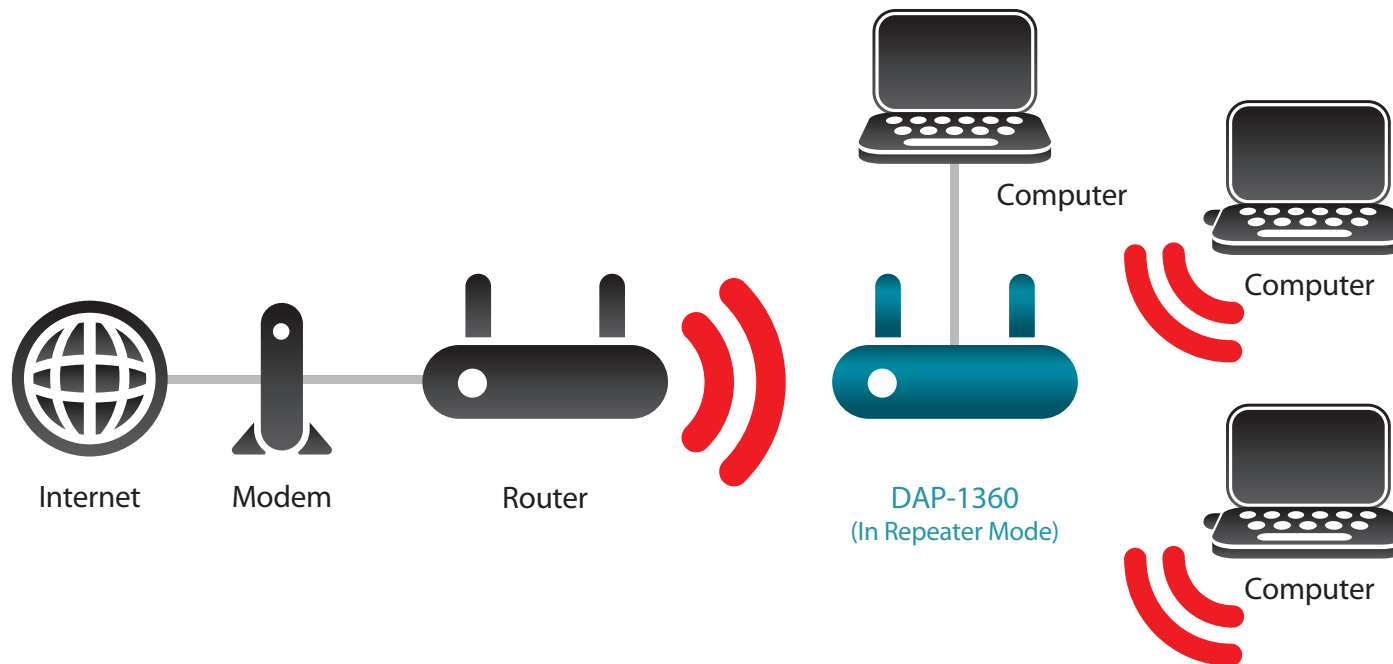 Computer
Computer
Internet
Modem
Router
DAP-1360
(In Repeater Mode)
Computer